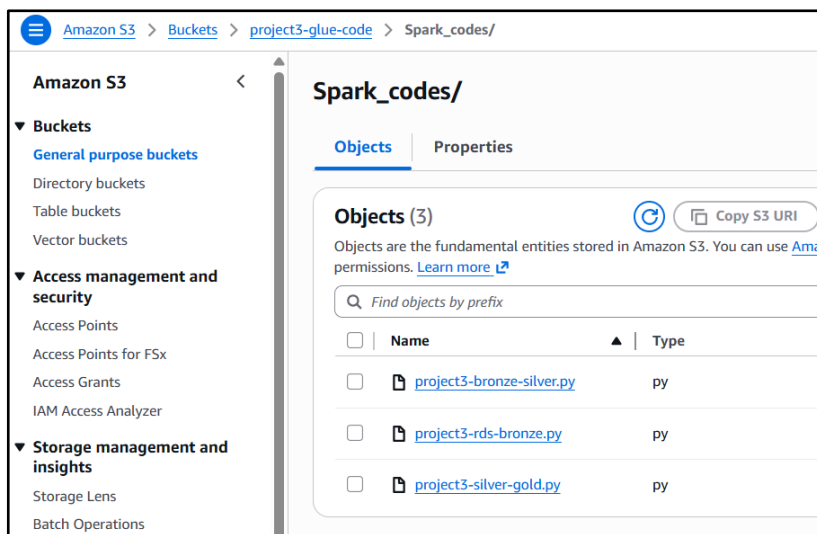 Amazon S3 > Buckets > project3-glue-code > Spark_codes/
Amazon S3
Buckets
General purpose buckets
Directory buckets
Table buckets
Vector buckets
Access management and
security
Access Points
Access Points for FSx
Access Grants
IAM Access Analyzer
Storage management and
insights
Storage Lens
Batch Operations
Spark_codes/
Objects Properties
Objects (3) Copy S3 URI
Objects are the fundamental entities stored in Amazon S3. You can use Ama
permissions. Learn more
Find objects by prefix
Name Type
project3-bronze-silver.py py
project3-rds-bronze.py py
project3-silver-gold.py py